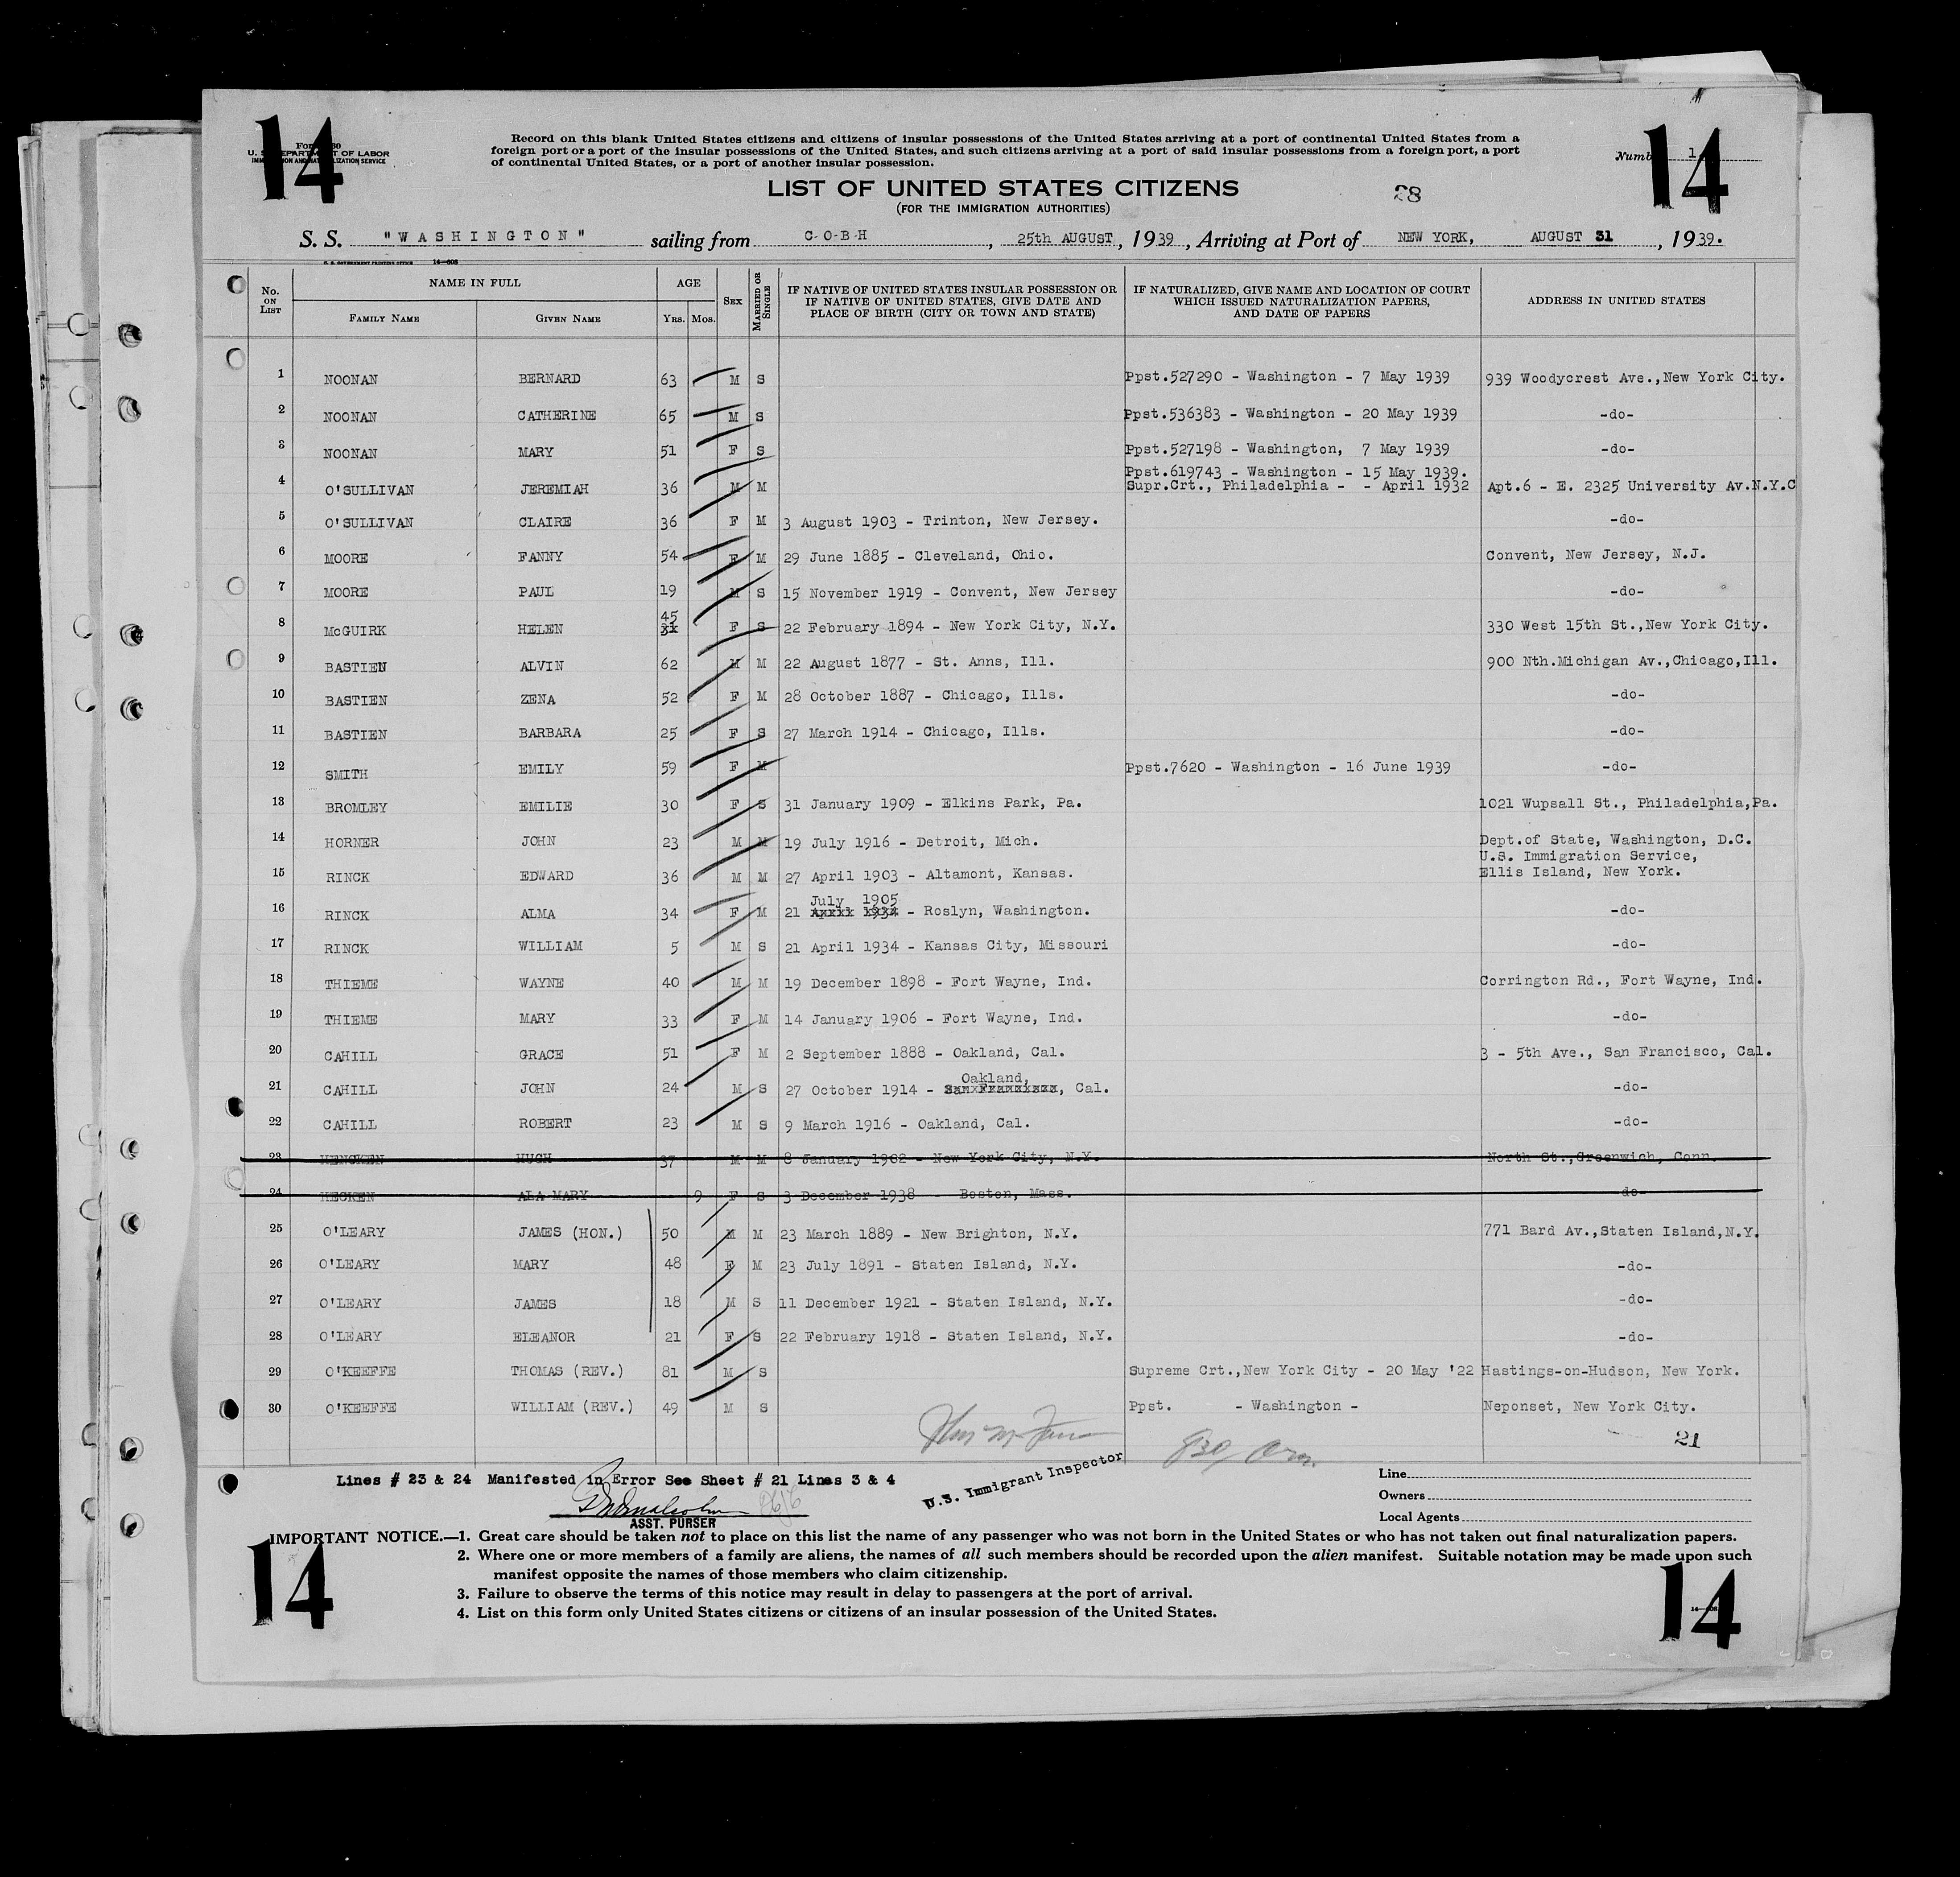 14
14
Record on this blank United States citizens and citizens of insular possessions of the United States arriving at a port of continental United States from a
foreign port or a port of the insular possessions of the United States, and such citizens arriving at a port of said insular possessions from a foreign port, a port
of continental United States, or a port of another insular possession.
LIST OF UNITED STATES CITIZENS
(FOR THE IMMIGRATION AUTHORITIES)
28
S. S. "WASHINGTON" sailing from C-O-B-H, 25th AUGUST, 1939, Arriving at Port of NEW YORK, AUGUST 31, 1939.
U. S. GOVERNMENT PRINTING OFFICE 14—608
No. ON LIST NAME IN FULL AGE SEX MARRIED OR SINGLE IF NATIVE OF UNITED STATES INSULAR POSSESSION OR IF NATIVE OF UNITED STATES, GIVE DATE AND PLACE OF BIRTH (CITY OR TOWN AND STATE) IF NATURALIZED, GIVE NAME AND LOCATION OF COURT WHICH ISSUED NATURALIZATION PAPERS, AND DATE OF PAPERS ADDRESS IN UNITED STATES
FAMILY NAME GIVEN NAME YRS. MOS.
1 NOONAN BERNARD 63 M S Ppst.527290 - Washington - 7 May 1939 939 Woodycrest Ave.,New York City.
2 NOONAN CATHERINE 65 M S Ppst.536383 - Washington - 20 May 1939 -do-
3 NOONAN MARY 51 F S Ppst.527198 - Washington, 7 May 1939 -do-
Ppst.619743 - Washington - 15 May 1939.
4 O'SULLIVAN JEREMIAH 36 M M Supr.Crt., Philadelphia - - April 1932 Apt.6 - E. 2325 University Av.N.Y.C
5 O'SULLIVAN CLAIRE 36 F M 3 August 1903 - Trinton, New Jersey. -do-
6 MOORE FANNY 54 F M 29 June 1885 - Cleveland, Ohio. Convent, New Jersey, N.J.
7 MOORE PAUL 19 M S 15 November 1919 - Convent, New Jersey -do-
45
8 McGUIRK HELEN 31 F S 22 February 1894 - New York City, N.Y. 330 West 15th St.,New York City.
9 BASTIEN ALVIN 62 M M 22 August 1877 - St. Anns, Ill. 900 Nth.Michigan Av.,Chicago,Ill.
10 BASTIEN ZENA 52 F M 28 October 1887 - Chicago, Ills. -do-
11 BASTIEN BARBARA 25 F S 27 March 1914 - Chicago, Ills. -do-
12 SMITH EMILY 59 F M Ppst.7620 - Washington - 16 June 1939 -do-
13 BROMLEY EMILIE 30 F S 31 January 1909 - Elkins Park, Pa. 1021 Wupsall St., Philadelphia,Pa.
14 HORNER JOHN 23 M M 19 July 1916 - Detroit, Mich. Dept.of State, Washington, D.C.
U.S. Immigration Service,
15 RINCK EDWARD 36 M M 27 April 1903 - Altamont, Kansas. Ellis Island, New York.
July 1905
16 RINCK ALMA 34 F M 21 - Roslyn, Washington. -do-
17 RINCK WILLIAM 5 M S 21 April 1934 - Kansas City, Missouri -do-
18 THIEME WAYNE 40 M M 19 December 1898 - Fort Wayne, Ind. Corrington Rd., Fort Wayne, Ind.
19 THIEME MARY 33 F M 14 January 1906 - Fort Wayne, Ind. -do-
20 CAHILL GRACE 51 F M 2 September 1888 - Oakland, Cal. 3 - 5th Ave., San Francisco, Cal.
Oakland,
21 CAHILL JOHN 24 M S 27 October 1914 - San Francisco, Cal. -do-
22 CAHILL ROBERT 23 M S 9 March 1916 - Oakland, Cal. -do-
23 HENCKEN HUGH 37 M M 8 January 1902 - New York City, N.Y. North St.,Greenwich, Conn.
24 HECKEN ALA MARY 9 F S 3 December 1938 - Boston, Mass. -do-
25 O'LEARY JAMES (HON.) 50 M M 23 March 1889 - New Brighton, N.Y. 771 Bard Av.,Staten Island,N.Y.
26 O'LEARY MARY 48 F M 23 July 1891 - Staten Island, N.Y. -do-
27 O'LEARY JAMES 18 M S 11 December 1921 - Staten Island, N.Y. -do-
28 O'LEARY ELEANOR 21 F S 22 February 1918 - Staten Island, N.Y. -do-
29 O'KEEFFE THOMAS (REV.) 81 M S Supreme Crt.,New York City - 20 May '22 Hastings-on-Hudson, New York.
30 O'KEEFFE WILLIAM (REV.) 49 M S Ppst. - Washington - Neponset, New York City.
21
Lines # 23 & 24 Manifested in Error See Sheet # 21 Lines 3 & 4
U.S. Immigrant Inspector
ASST. PURSER
Line
Owners
Local Agents
IMPORTANT NOTICE.—1. Great care should be taken not to place on this list the name of any passenger who was not born in the United States or who has not taken out final naturalization papers.
2. Where one or more members of a family are aliens, the names of all such members should be recorded upon the alien manifest. Suitable notation may be made upon such
manifest opposite the names of those members who claim citizenship.
3. Failure to observe the terms of this notice may result in delay to passengers at the port of arrival.
4. List on this form only United States citizens or citizens of an insular possession of the United States.
14
14